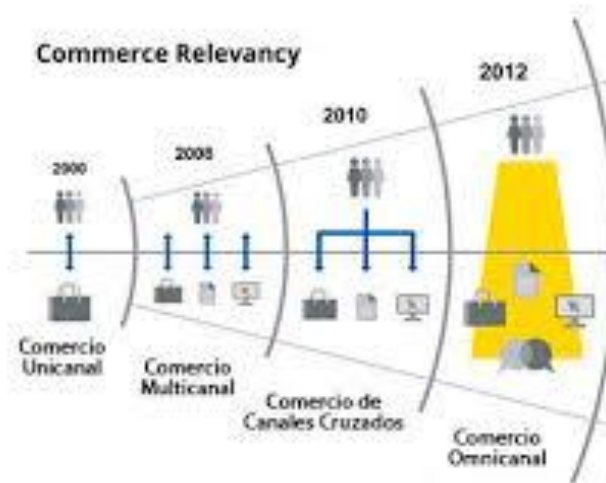 Commerce Relevancy
2012
2010
2000
Comercio
Unicanal
Comercio
Multicanal
Comercio de
Canales Cruzados
Comercio
Omnicanal